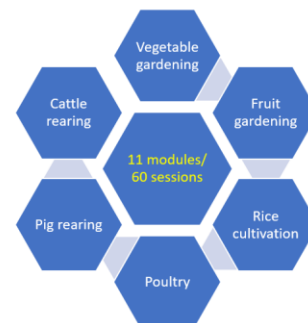 Vegetable
gardening
Cattle
rearing
Fruit
gardening
11 modules/
60 sessions
Pig rearing
Rice
cultivation
Poultry